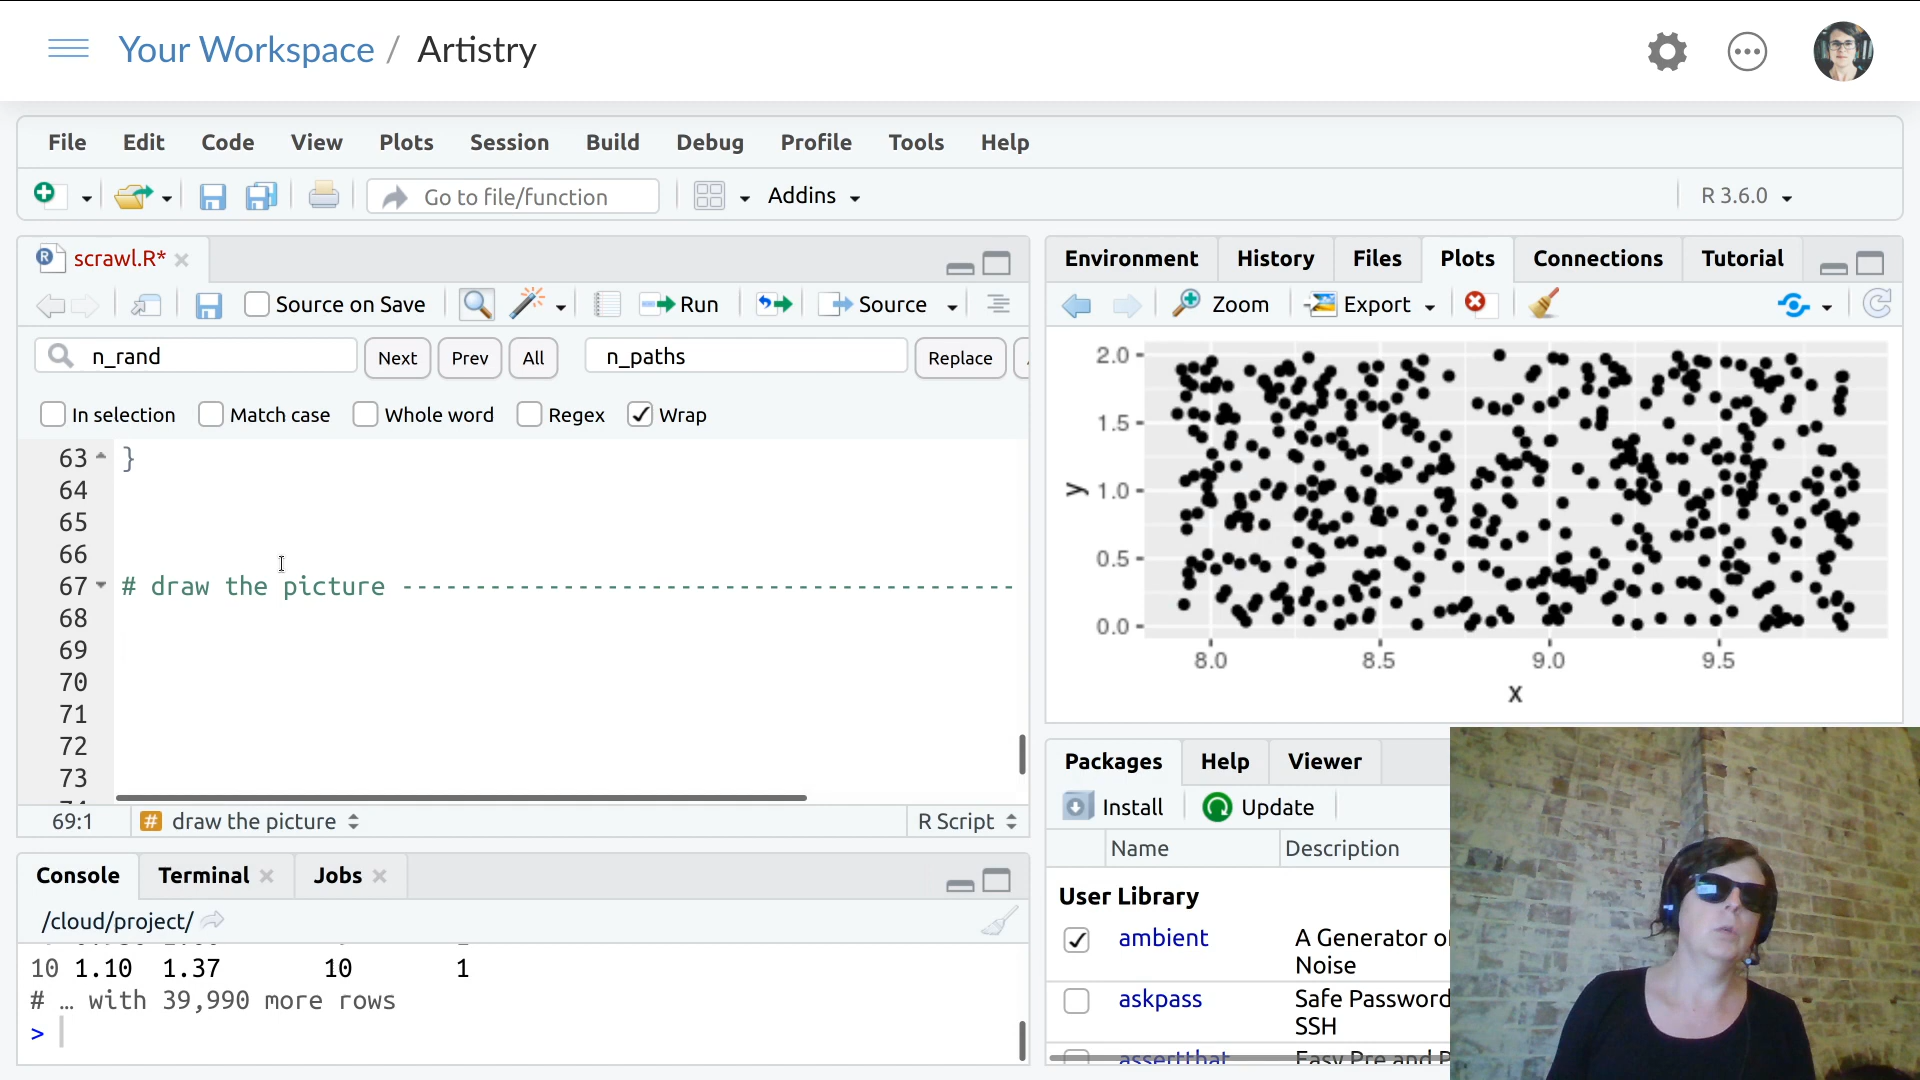 Your Workspace / Artistry
File Edit Code View Plots Session Build Debug Profile Tools Help
Go to file/function Addins R 3.6.0
scrawl.R*
Source on Save Run Source
n_rand Next Prev All n_paths Replace
In selection Match case Whole word Regex Wrap
63 }
64
65
66
67 # draw the picture ------------------------------------------
68
69
70
71
72
73
69:1 # draw the picture R Script
Console Terminal Jobs
/cloud/project/
10 1.10 1.37 10 1
# … with 39,990 more rows
>
Environment History Files Plots Connections Tutorial
Zoom Export
2.0
1.5
y 1.0
0.5
0.0
8.0 8.5 9.0 9.5
x
Packages Help Viewer
Install Update
Name Description
User Library
ambient A Generator of
Noise
askpass Safe Password
SSH
assertthat Easy Pre and P